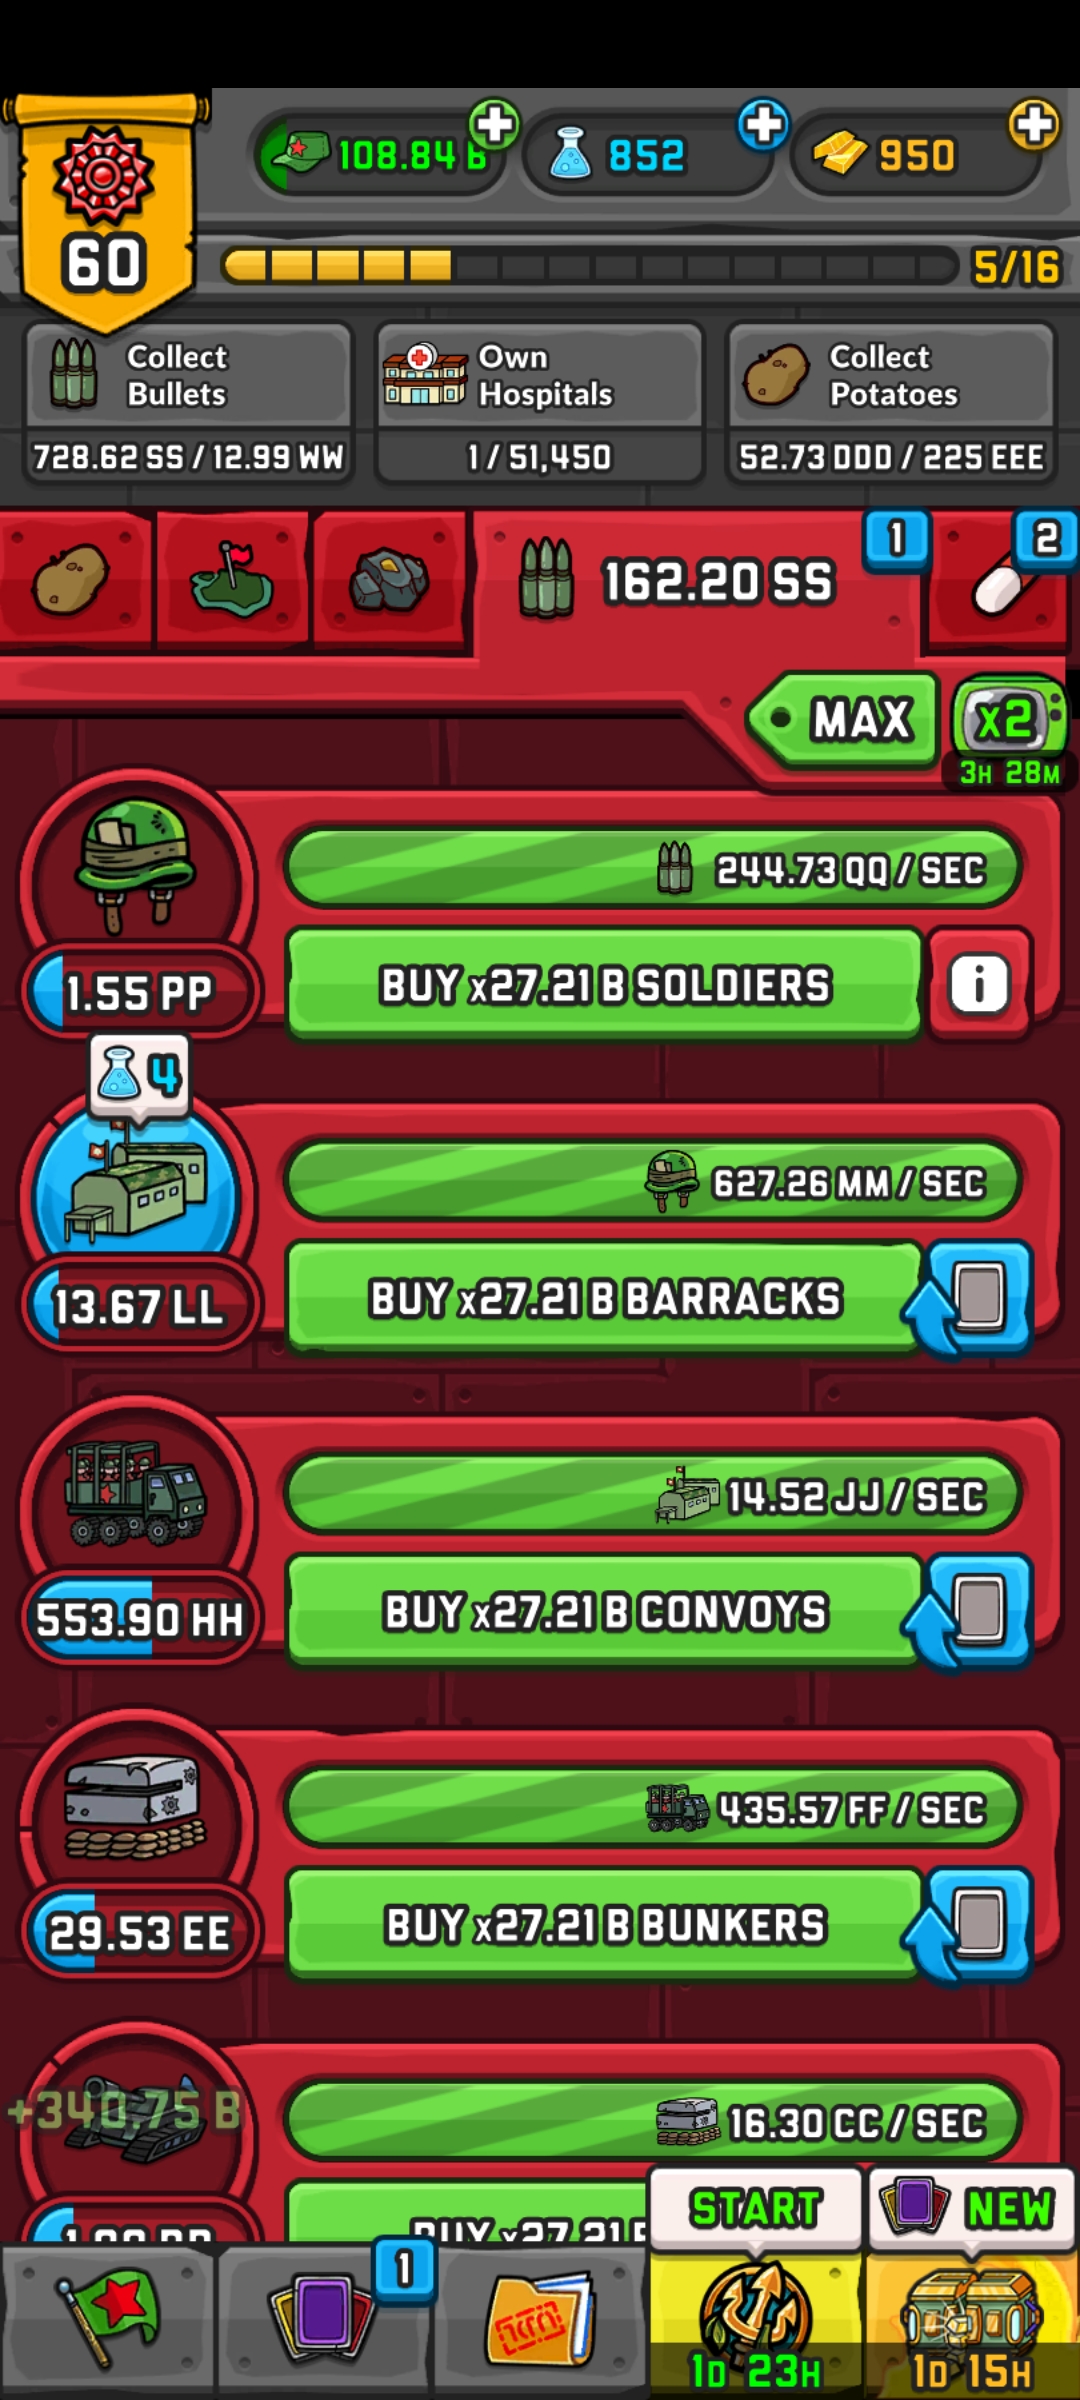 108.84 B
852
950
60
5/16
Collect
Bullets
728.62 SS / 12.99 WW
Own
Hospitals
1 / 51,450
Collect
Potatoes
52.73 DDD / 225 EEE
162.20 SS
1
2
MAX
x2
3H 28M
244.73 QQ / SEC
1.55 PP
BUY x27.21 B SOLDIERS
i
4
627.26 MM / SEC
13.67 LL
BUY x27.21 B BARRACKS
14.52 JJ / SEC
553.90 HH
BUY x27.21 B CONVOYS
435.57 FF / SEC
29.53 EE
BUY x27.21 B BUNKERS
+340.75 B
16.30 CC / SEC
BUY x27.21
START
NEW
1
1D 23H
1D 15H